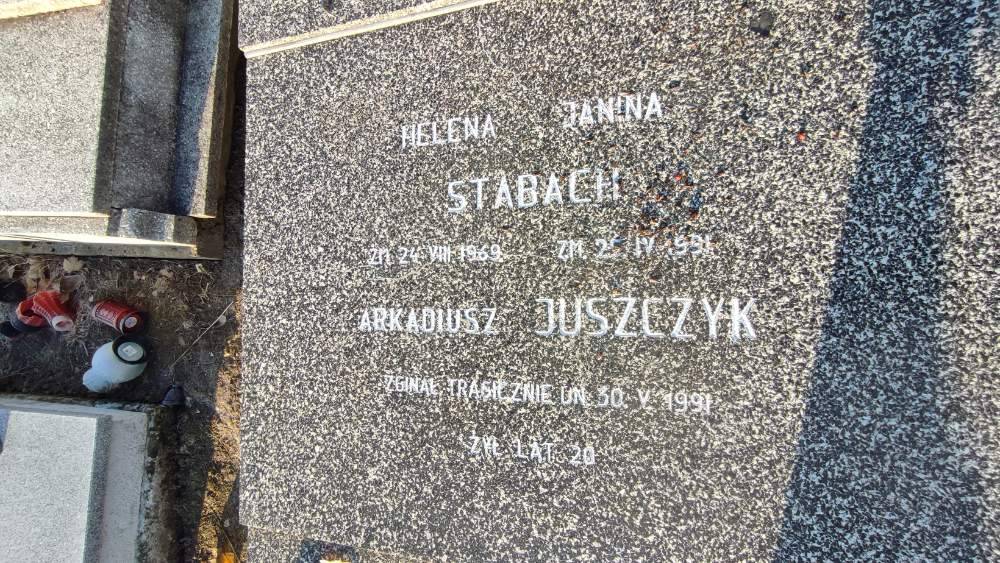 HELENA JANINA
STABACH
ZM. 24 VIII 1969 ZM. IV
ARKADIUSZ JUSZCZYK
ZGINĄŁ TRAGICZNIE DN. 30. V. 1991
ŻYŁ LAT 20